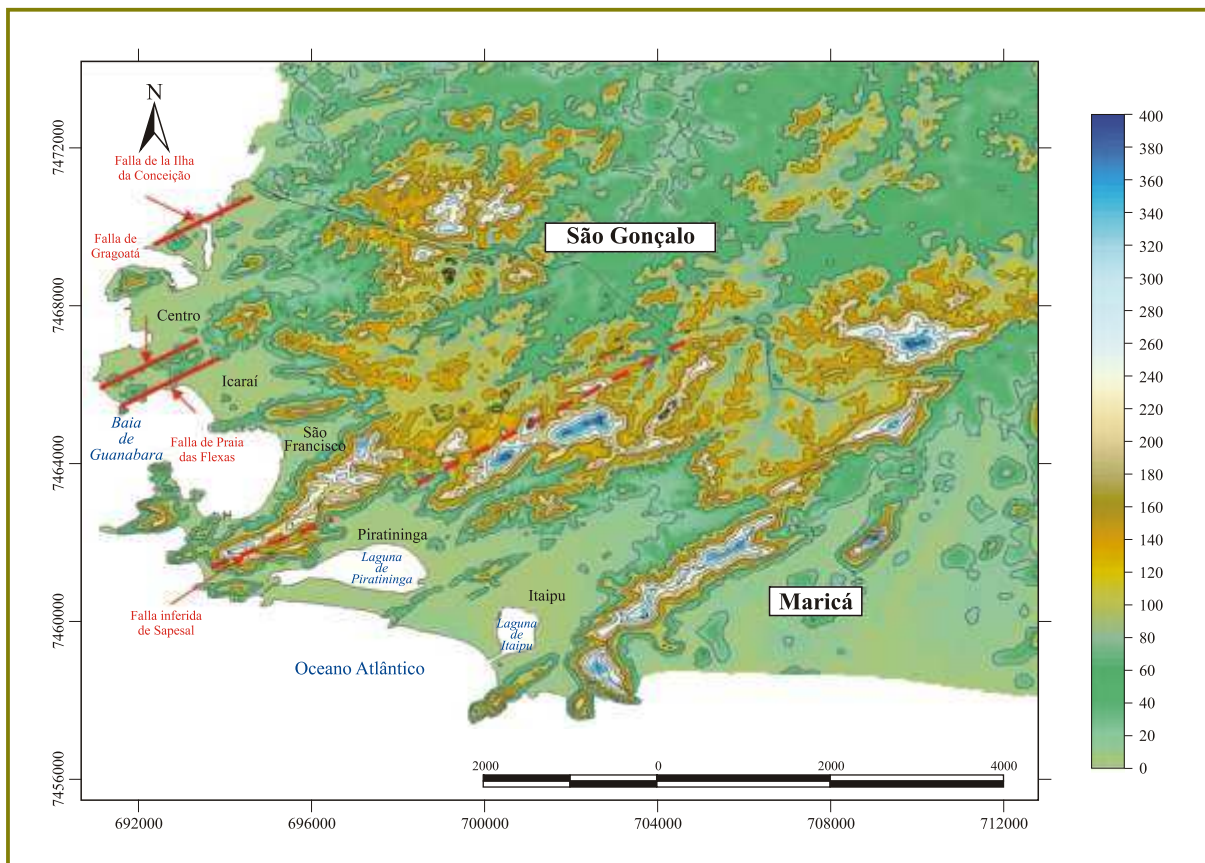 N
Falla de la Ilha
da Conceição
Falla de
Gragoatá
São Gonçalo
Centro
Icaraí
Baia
de
Guanabara
São
Francisco
Falla de Praia
das Flexas
Piratininga
Laguna
de
Piratininga
Itaipu
Laguna
de
Itaipu
Maricá
Falla inferida
de Sapesal
Oceano Atlântico
2000 0 2000 4000
7472000
7468000
7464000
7460000
7456000
692000 696000 700000 704000 708000 712000
400
380
360
340
320
300
280
260
240
220
200
180
160
140
120
100
80
60
40
20
0